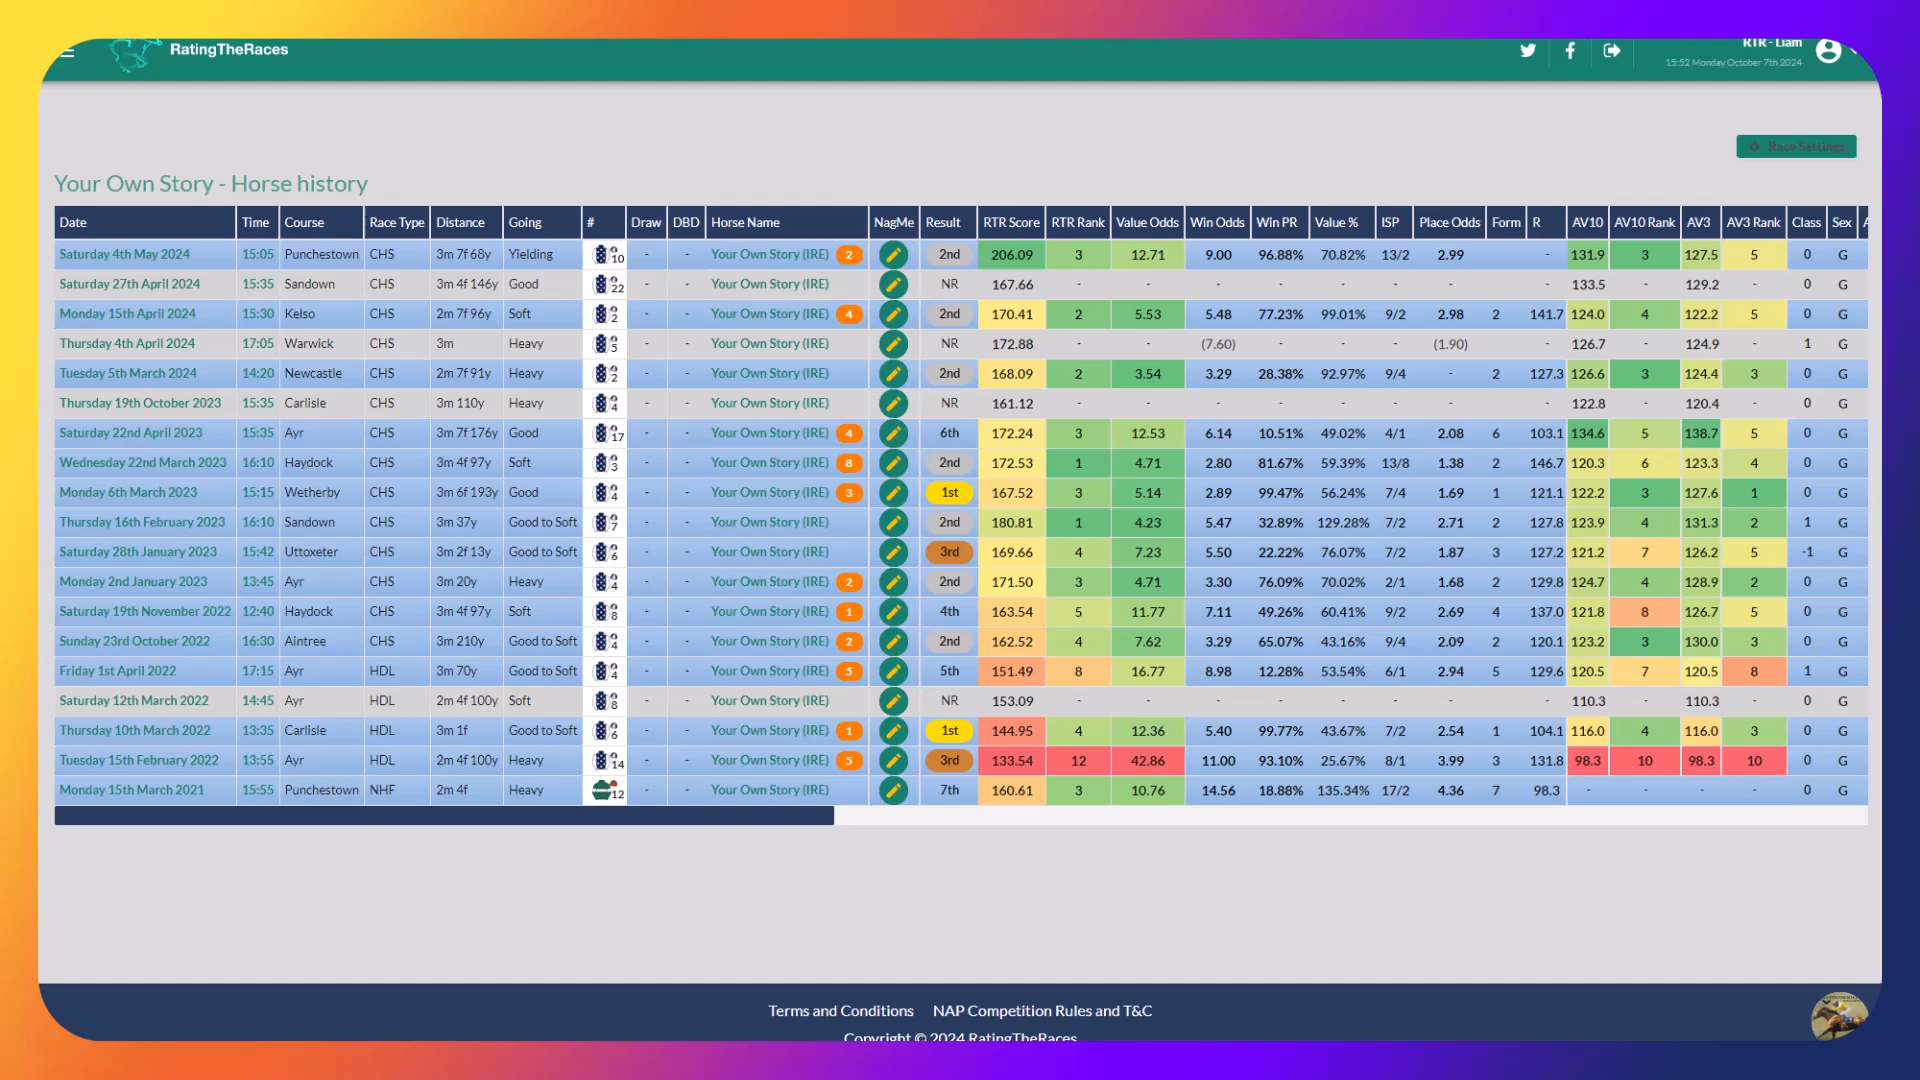 RatingTheRaces
RTR - Liam
15:52 Monday October 7th 2024
Race Settings
Your Own Story - Horse history
Date Time Course Race Type Distance Going # Draw DBD Horse Name NagMe Result RTR Score RTR Rank Value Odds Win Odds Win PR Value % ISP Place Odds Form R AV10 AV10 Rank AV3 AV3 Rank Class Sex
Saturday 4th May 2024 15:05 Punchestown CHS 3m 7f 68y Yielding 10 - - Your Own Story (IRE) 2 2nd 206.09 3 12.71 9.00 96.88% 70.82% 13/2 2.99 - 131.9 3 127.5 5 0 G
Saturday 27th April 2024 15:35 Sandown CHS 3m 4f 146y Good 22 - - Your Own Story (IRE) NR 167.66 - - - - - - - - 133.5 - 129.2 - 0 G
Monday 15th April 2024 15:30 Kelso CHS 2m 7f 96y Soft 2 - - Your Own Story (IRE) 4 2nd 170.41 2 5.53 5.48 77.23% 99.01% 9/2 2.98 2 141.7 124.0 4 122.2 5 0 G
Thursday 4th April 2024 17:05 Warwick CHS 3m Heavy 5 - - Your Own Story (IRE) NR 172.88 - - (7.60) - - - (1.90) - 126.7 - 124.9 - 1 G
Tuesday 5th March 2024 14:20 Newcastle CHS 2m 7f 91y Heavy 2 - - Your Own Story (IRE) 2nd 168.09 2 3.54 3.29 28.38% 92.97% 9/4 - 2 127.3 126.6 3 124.4 3 0 G
Thursday 19th October 2023 15:35 Carlisle CHS 3m 110y Heavy 4 - - Your Own Story (IRE) NR 161.12 - - - - - - - - 122.8 - 120.4 - 0 G
Saturday 22nd April 2023 15:35 Ayr CHS 3m 7f 176y Good 17 - - Your Own Story (IRE) 4 6th 172.24 3 12.53 6.14 10.51% 49.02% 4/1 2.08 6 103.1 134.6 5 138.7 5 0 G
Wednesday 22nd March 2023 16:10 Haydock CHS 3m 4f 97y Soft 3 - - Your Own Story (IRE) 8 2nd 172.53 1 4.71 2.80 81.67% 59.39% 13/8 1.38 2 146.7 120.3 6 123.3 4 0 G
Monday 6th March 2023 15:15 Wetherby CHS 3m 6f 193y Good 4 - - Your Own Story (IRE) 3 1st 167.52 3 5.14 2.89 99.47% 56.24% 7/4 1.69 1 121.1 122.2 3 127.6 1 0 G
Thursday 16th February 2023 16:10 Sandown CHS 3m 37y Good to Soft 7 - - Your Own Story (IRE) 2nd 180.81 1 4.23 5.47 32.89% 129.28% 7/2 2.71 2 127.8 123.9 4 131.3 2 1 G
Saturday 28th January 2023 15:42 Uttoxeter CHS 3m 2f 13y Good to Soft 6 - - Your Own Story (IRE) 3rd 169.66 4 7.23 5.50 22.22% 76.07% 7/2 1.87 3 127.2 121.2 7 126.2 5 -1 G
Monday 2nd January 2023 13:45 Ayr CHS 3m 20y Heavy 4 - - Your Own Story (IRE) 2 2nd 171.50 3 4.71 3.30 76.09% 70.02% 2/1 1.68 2 129.8 124.7 4 128.9 2 0 G
Saturday 19th November 2022 12:40 Haydock CHS 3m 4f 97y Soft 8 - - Your Own Story (IRE) 1 4th 163.54 5 11.77 7.11 49.26% 60.41% 9/2 2.69 4 137.0 121.8 8 126.7 5 0 G
Sunday 23rd October 2022 16:30 Aintree CHS 3m 210y Good to Soft 4 - - Your Own Story (IRE) 2 2nd 162.52 4 7.62 3.29 65.07% 43.16% 9/4 2.09 2 120.1 123.2 3 130.0 3 0 G
Friday 1st April 2022 17:15 Ayr HDL 3m 70y Good to Soft 4 - - Your Own Story (IRE) 5 5th 151.49 8 16.77 8.98 12.28% 53.54% 6/1 2.94 5 129.6 120.5 7 120.5 8 1 G
Saturday 12th March 2022 14:45 Ayr HDL 2m 4f 100y Soft 8 - - Your Own Story (IRE) NR 153.09 - - - - - - - - 110.3 - 110.3 - 0 G
Thursday 10th March 2022 13:35 Carlisle HDL 3m 1f Good to Soft 6 - - Your Own Story (IRE) 1 1st 144.95 4 12.36 5.40 99.77% 43.67% 7/2 2.54 1 104.1 116.0 4 116.0 3 0 G
Tuesday 15th February 2022 13:55 Ayr HDL 2m 4f 100y Heavy 14 - - Your Own Story (IRE) 5 3rd 133.54 12 42.86 11.00 93.10% 25.67% 8/1 3.99 3 131.8 98.3 10 98.3 10 0 G
Monday 15th March 2021 15:55 Punchestown NHF 2m 4f Heavy 12 - - Your Own Story (IRE) 7th 160.61 3 10.76 14.56 18.88% 135.34% 17/2 4.36 7 98.3 - - - - 0 G
Terms and Conditions NAP Competition Rules and T&C
Copyright © 2024 RatingTheRaces